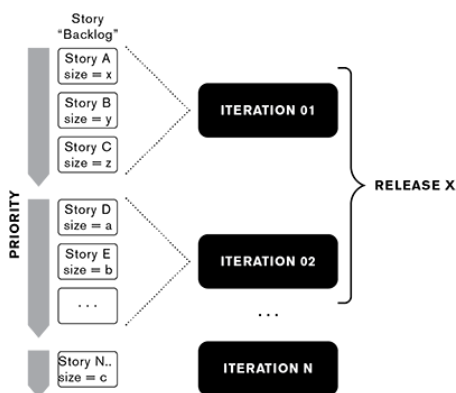 Story
"Backlog"
Story A
size = x
Story B
size = y
Story C
size = z
ITERATION 01
RELEASE X
PRIORITY
Story D
size = a
Story E
size = b
...
ITERATION 02
...
Story N..
size = c
ITERATION N